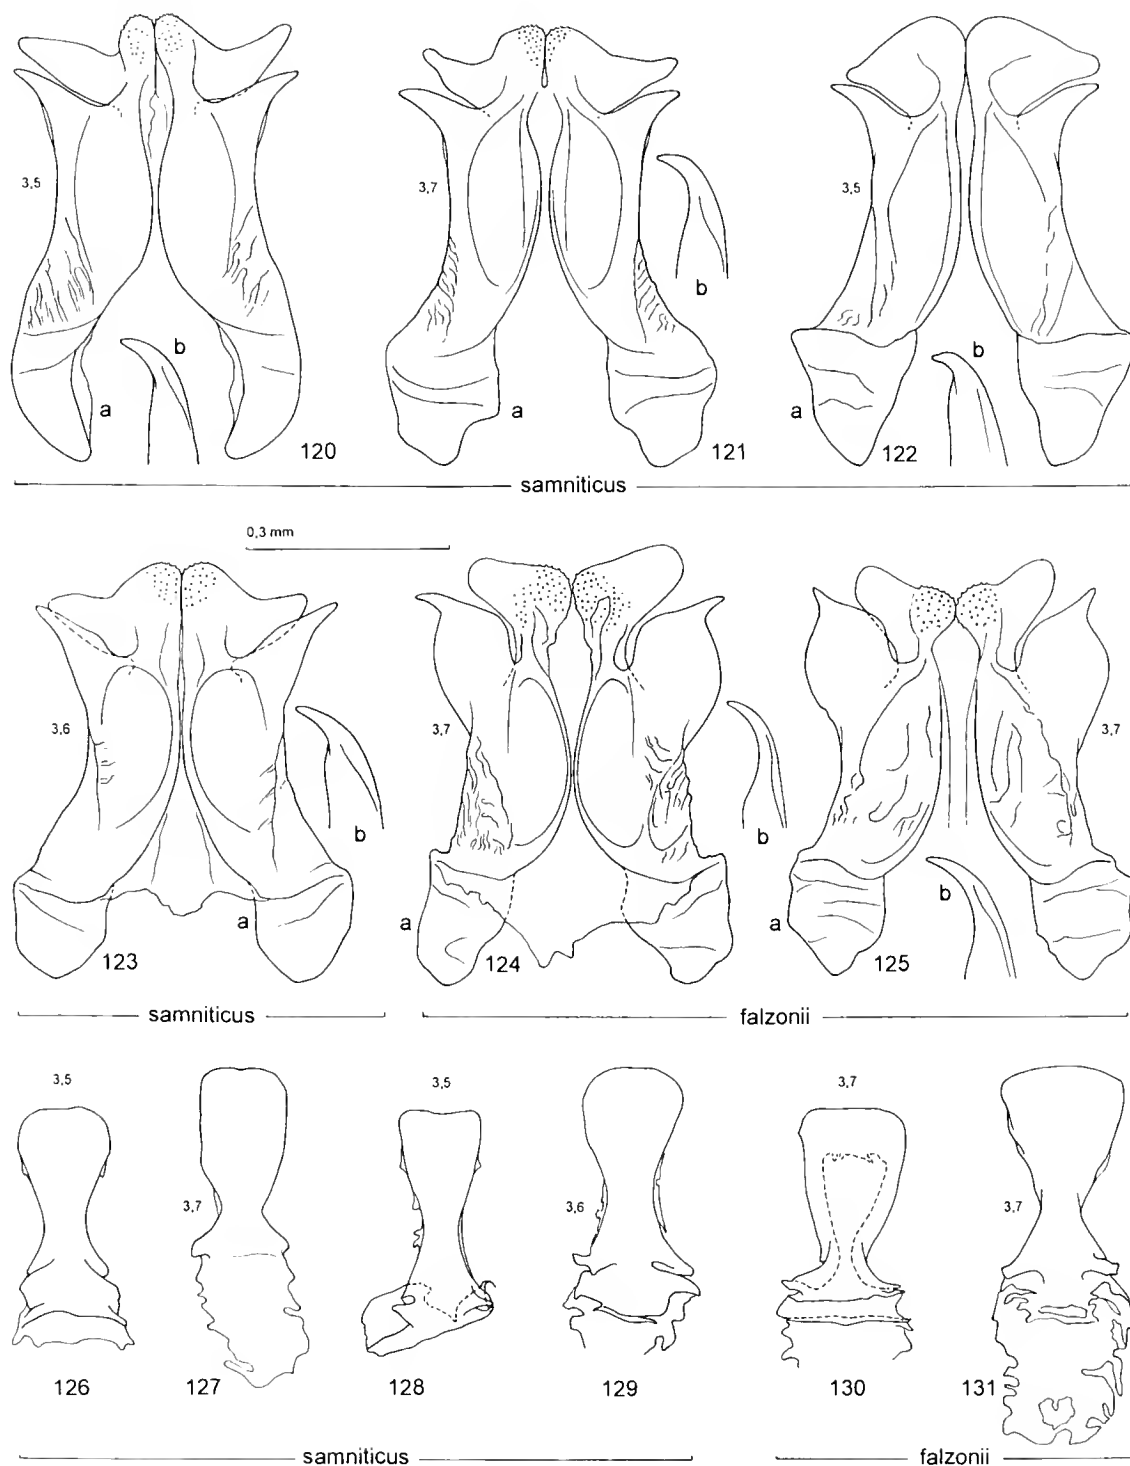 3,5
b
a
120
3,7
b
a
121
3,5
b
a
122
samniticus
0,3 mm
3,6
b
a
123
3,7
b
a
124
3,7
b
a
125
samniticus
falzonii
3,5
126
3,7
127
3,5
128
3,6
129
3,7
130
3,7
131
samniticus
falzonii